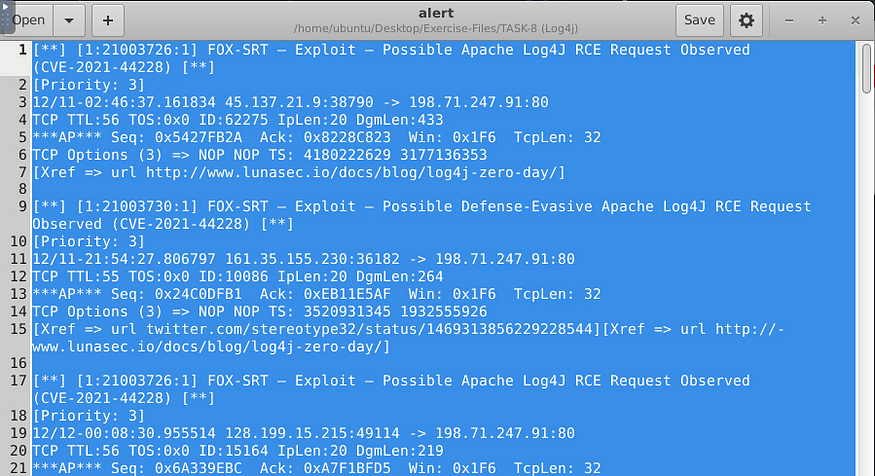 Open
alert
/home/ubuntu/Desktop/Exercise-Files/TASK-8 (Log4j)
Save
1 [**] [1:21003726:1] FOX-SRT – Exploit – Possible Apache Log4J RCE Request Observed
(CVE-2021-44228) [**]
2 [Priority: 3]
3 12/11-02:46:37.161834 45.137.21.9:38790 -> 198.71.247.91:80
4 TCP TTL:56 TOS:0x0 ID:62275 IpLen:20 DgmLen:433
5 ***AP*** Seq: 0x5427FB2A  Ack: 0x8228C823  Win: 0x1F6  TcpLen: 32
6 TCP Options (3) => NOP NOP TS: 4180222629 3177136353
7 [Xref => url http://www.lunasec.io/docs/blog/log4j-zero-day/]
8
9 [**] [1:21003730:1] FOX-SRT – Exploit – Possible Defense-Evasive Apache Log4J RCE Request
Observed (CVE-2021-44228) [**]
10 [Priority: 3]
11 12/11-21:54:27.806797 161.35.155.230:36182 -> 198.71.247.91:80
12 TCP TTL:55 TOS:0x0 ID:10086 IpLen:20 DgmLen:264
13 ***AP*** Seq: 0x24C0DFB1  Ack: 0xEB11E5AF  Win: 0x1F6  TcpLen: 32
14 TCP Options (3) => NOP NOP TS: 3520931345 1932555926
15 [Xref => url twitter.com/stereotype32/status/1469313856229228544][Xref => url http://-
www.lunasec.io/docs/blog/log4j-zero-day/]
16
17 [**] [1:21003726:1] FOX-SRT – Exploit – Possible Apache Log4J RCE Request Observed
(CVE-2021-44228) [**]
18 [Priority: 3]
19 12/12-00:08:30.955514 128.199.15.215:49114 -> 198.71.247.91:80
20 TCP TTL:56 TOS:0x0 ID:15164 IpLen:20 DgmLen:219
21 ***AP*** Seq: 0x6A339EBC  Ack: 0xA7F1BFD5  Win: 0x1F6  TcpLen: 32